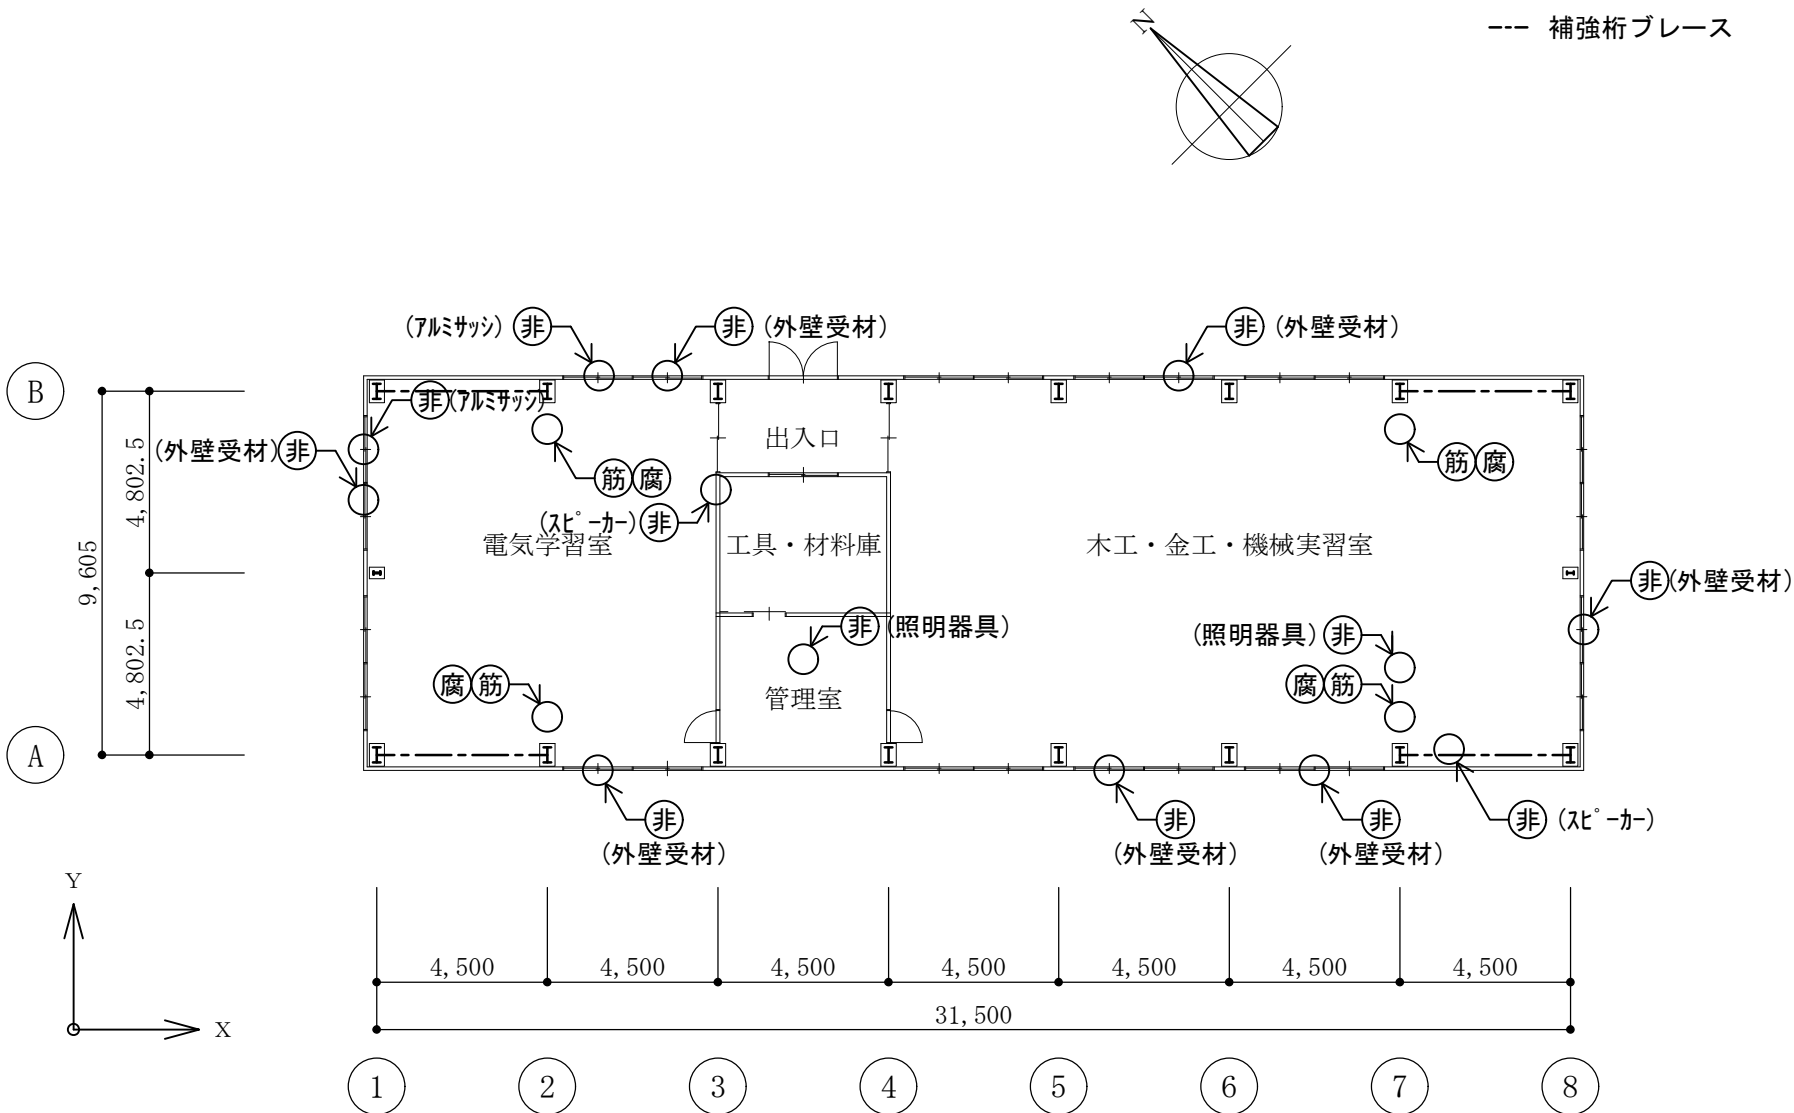 N
--- 補強桁ブレース
(アルミサッシ) 非
非 (外壁受材)
非 (外壁受材)
B
非 (アルミサッシ)
(外壁受材) 非
出入口
筋 腐
筋 腐
(スピーカー) 非
電気学習室
工具・材料庫
木工・金工・機械実習室
4,802.5
9,605
4,802.5
非 (外壁受材)
非 (照明器具)
(照明器具) 非
腐 筋
管理室
腐 筋
A
非
(外壁受材)
非
(外壁受材)
非
(外壁受材)
非 (スピーカー)
Y
X
4,500 4,500 4,500 4,500 4,500 4,500 4,500
31,500
1 2 3 4 5 6 7 8